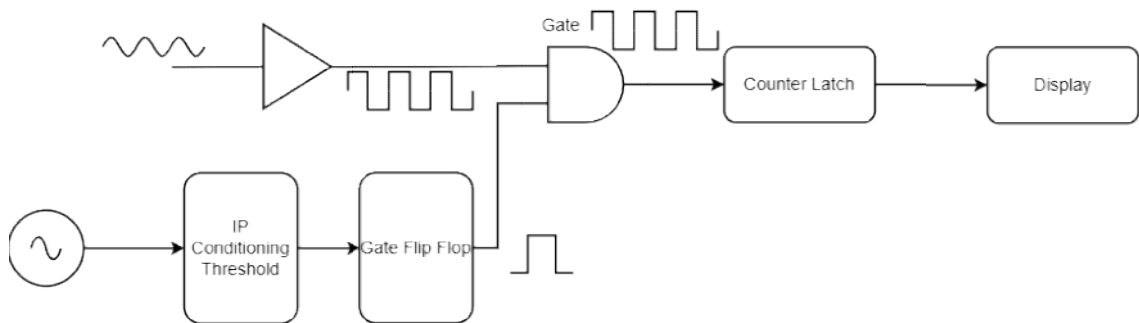 Gate
Counter Latch
Display
IP
Conditioning
Threshold
Gate Flip Flop